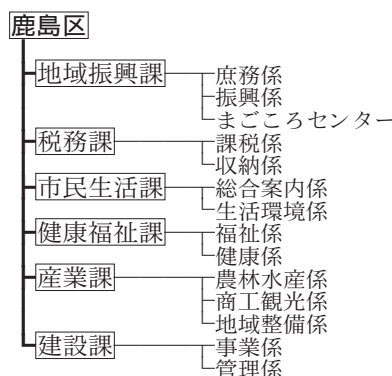 鹿島区
地域振興課 庶務係
振興係
まごころセンター
税務課 課税係
収納係
市民生活課 総合案内係
生活環境係
健康福祉課 福祉係
健康係
産業課 農林水産係
商工観光係
地域整備係
建設課 事業係
管理係